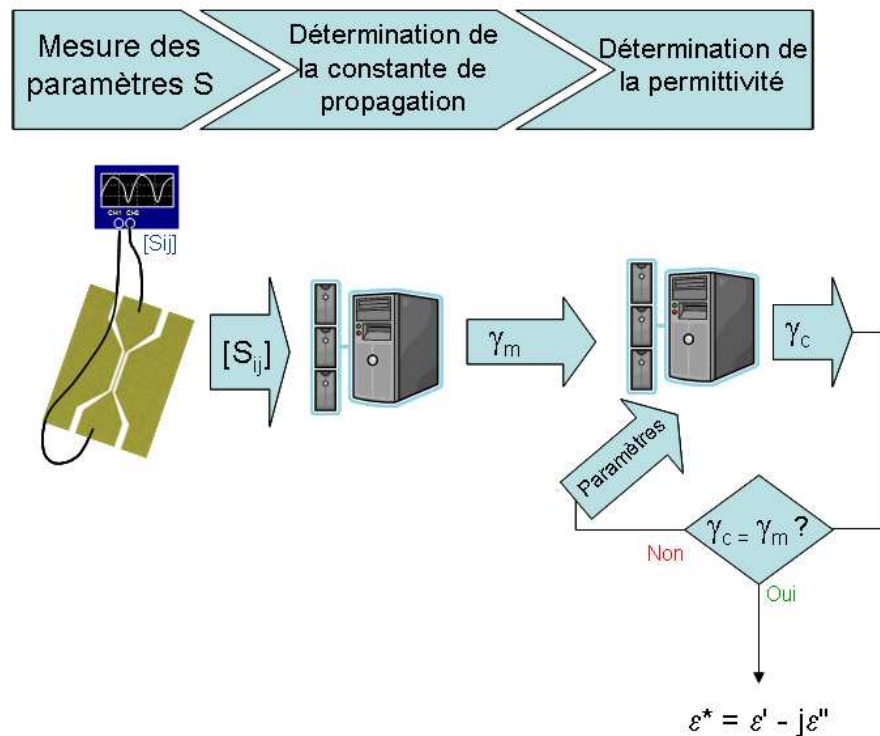 Mesure des
paramètres S
Détermination de
la constante de
propagation
Détermination de
la permittivité
CH1 CH2
[Sij]
[Sij]
γm
γc
Paramètres
γc = γm ?
Non
Oui
ε* = ε' - jε''